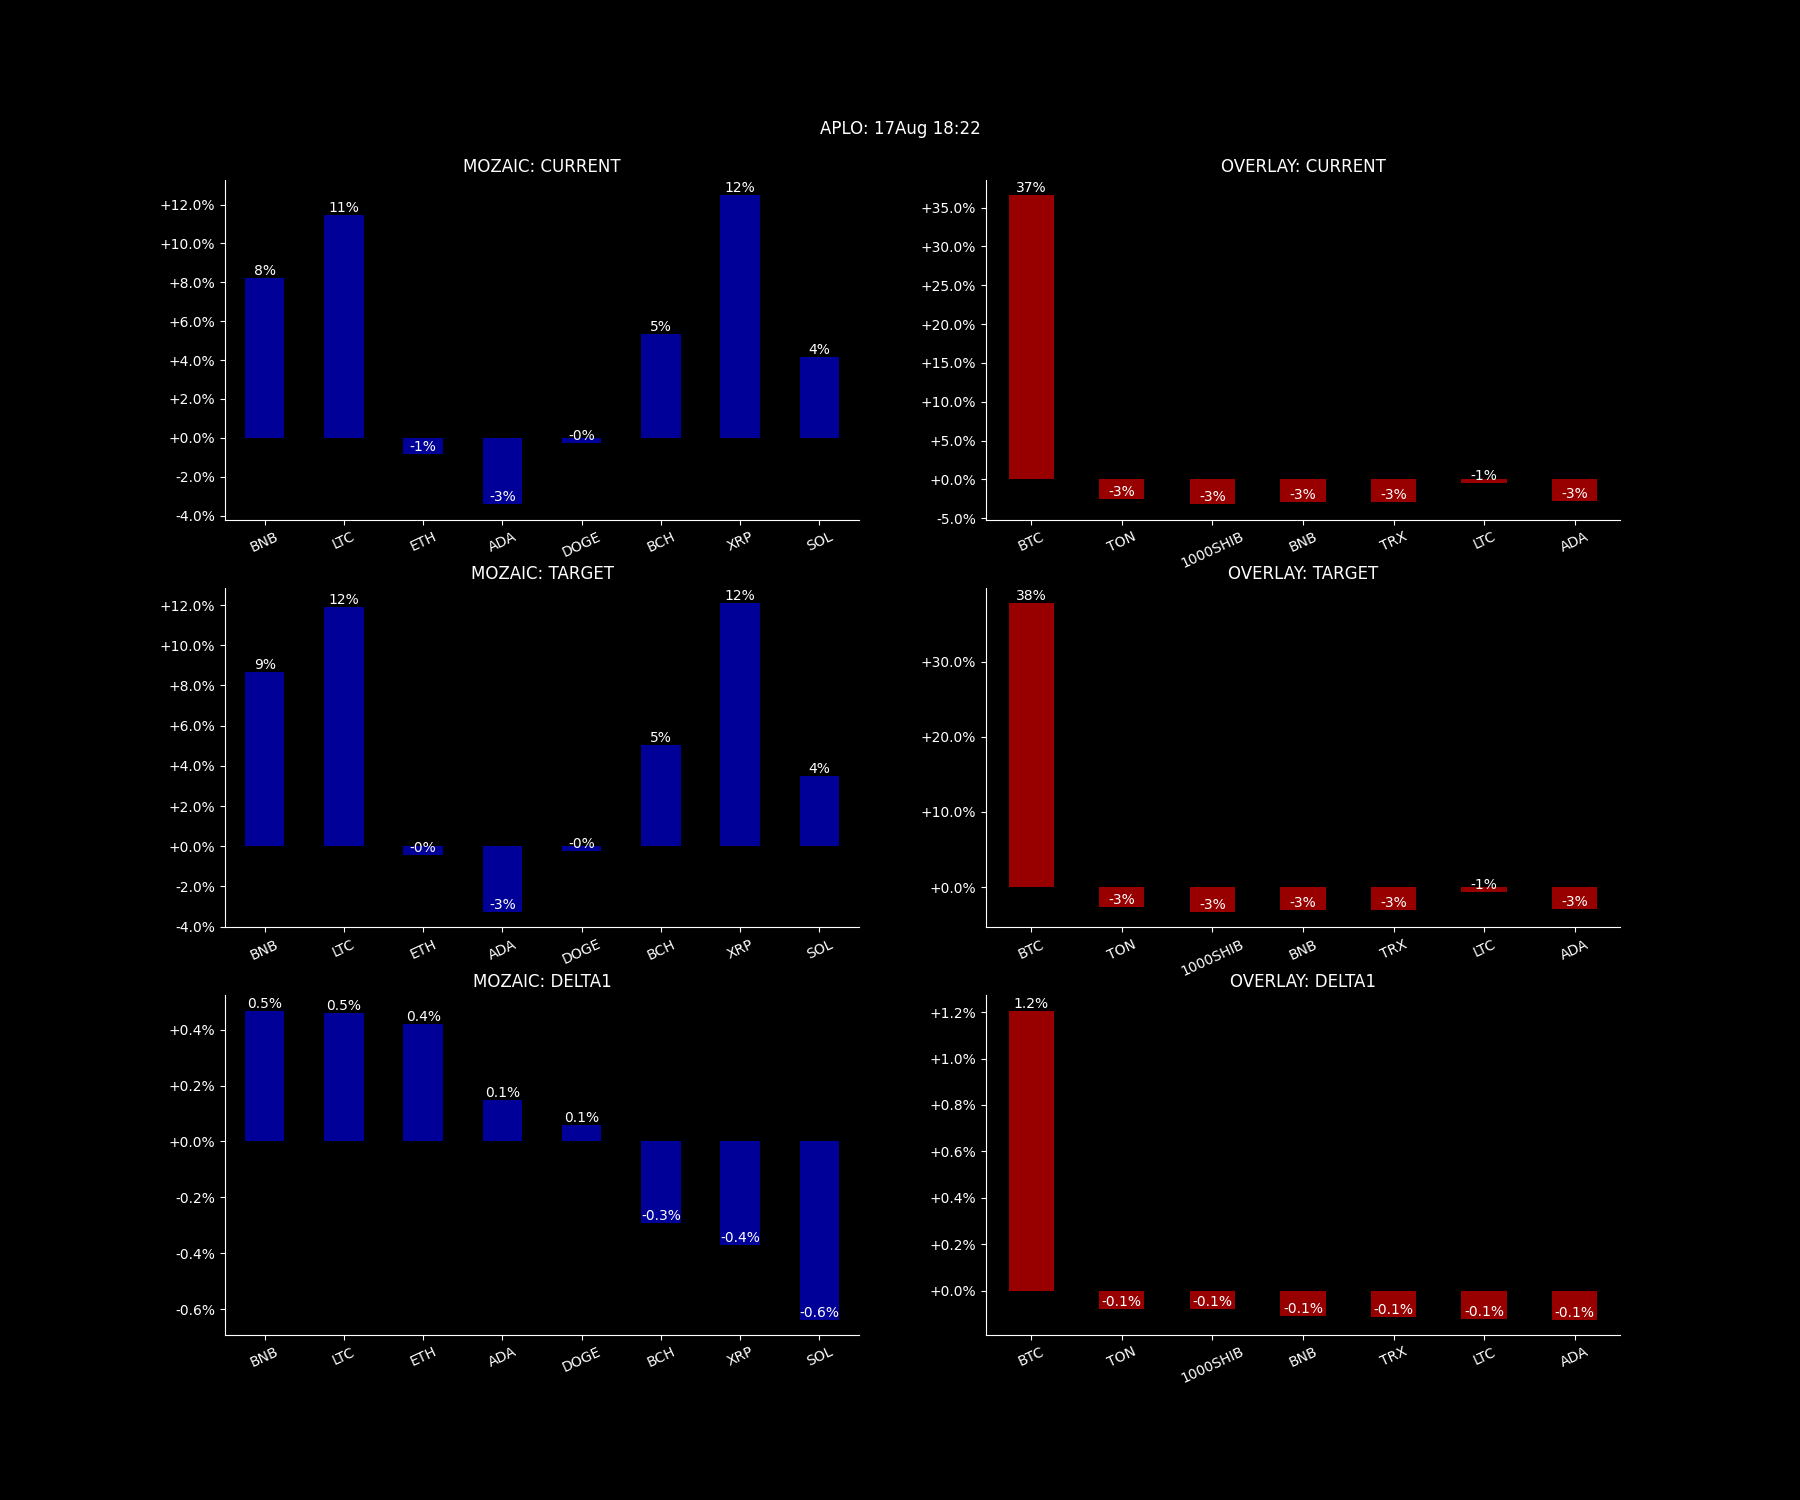 APLO: 17Aug 18:22
MOZAIC: CURRENT
+12.0%
+10.0%
+8.0%
+6.0%
+4.0%
+2.0%
+0.0%
-2.0%
-4.0%
8%
11%
-1%
-3%
-0%
5%
12%
4%
BNB
LTC
ETH
ADA
DOGE
BCH
XRP
SOL
OVERLAY: CURRENT
+35.0%
+30.0%
+25.0%
+20.0%
+15.0%
+10.0%
+5.0%
+0.0%
-5.0%
37%
-3%
-3%
-3%
-3%
-1%
-3%
BTC
TON
1000SHIB
BNB
TRX
LTC
ADA
MOZAIC: TARGET
+12.0%
+10.0%
+8.0%
+6.0%
+4.0%
+2.0%
+0.0%
-2.0%
-4.0%
9%
12%
-0%
-3%
-0%
5%
12%
4%
BNB
LTC
ETH
ADA
DOGE
BCH
XRP
SOL
OVERLAY: TARGET
+30.0%
+20.0%
+10.0%
+0.0%
38%
-3%
-3%
-3%
-3%
-1%
-3%
BTC
TON
1000SHIB
BNB
TRX
LTC
ADA
MOZAIC: DELTA1
+0.4%
+0.2%
+0.0%
-0.2%
-0.4%
-0.6%
0.5%
0.5%
0.4%
0.1%
0.1%
-0.3%
-0.4%
-0.6%
BNB
LTC
ETH
ADA
DOGE
BCH
XRP
SOL
OVERLAY: DELTA1
+1.2%
+1.0%
+0.8%
+0.6%
+0.4%
+0.2%
+0.0%
1.2%
-0.1%
-0.1%
-0.1%
-0.1%
-0.1%
-0.1%
BTC
TON
1000SHIB
BNB
TRX
LTC
ADA